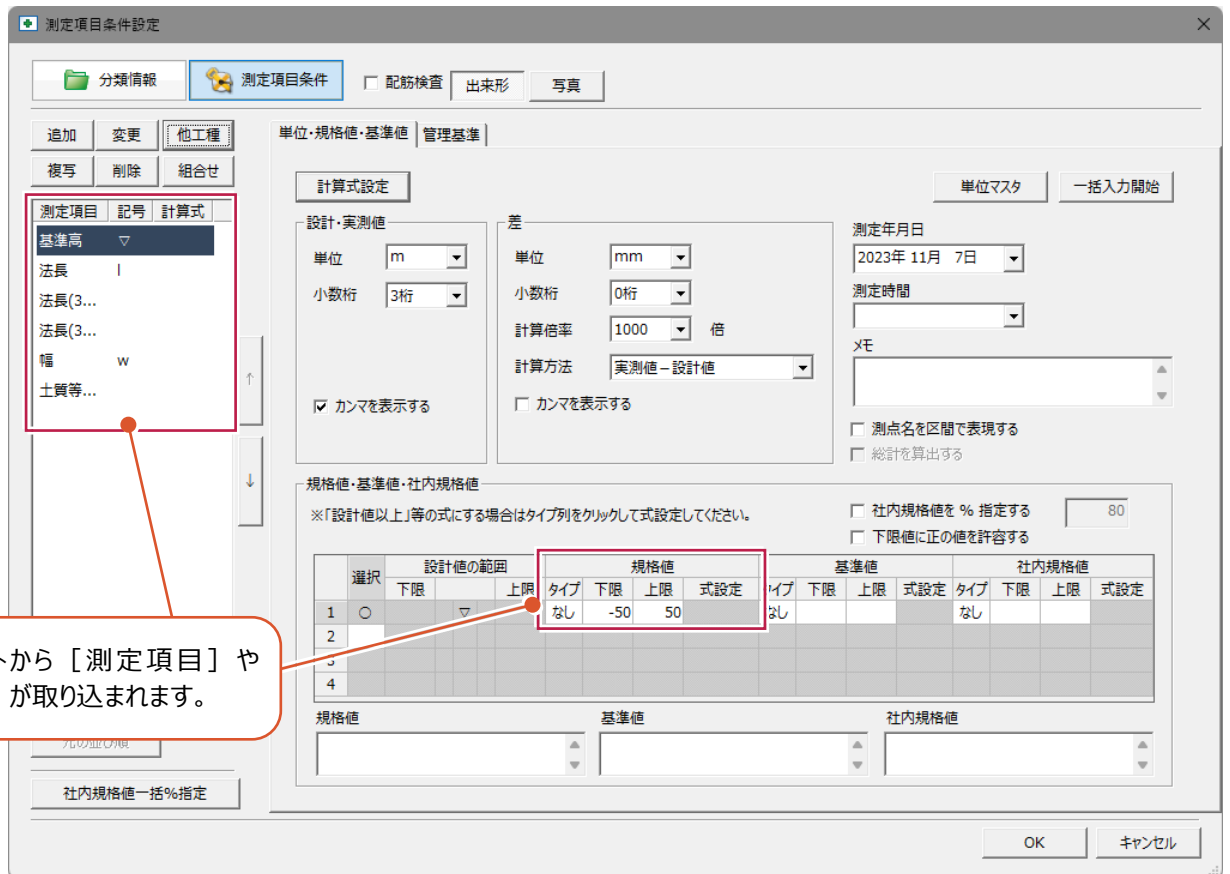 測定項目条件設定
分類情報 測定項目条件 配筋検査 出来形 写真
追加 変更 他工種
複写 削除 組合せ
測定項目 記号 計算式
基準高 ▽
法長 l
法長(3...
法長(3...
幅 w
土質等...
↑
↓
社内規格値一括%指定
単位・規格値・基準値 管理基準
計算式設定 単位マスタ 一括入力開始
設計・実測値
単位 m
小数桁 3桁
カンマを表示する
差
単位 mm
小数桁 0桁
計算倍率 1000 倍
計算方法 実測値-設計値
カンマを表示する
測定年月日
2023年 11月 7日
測定時間
メモ
測点名を区間で表現する
総計を算出する
規格値・基準値・社内規格値
※「設計値以上」等の式にする場合はタイプ列をクリックして式設定してください。
社内規格値を % 指定する 80
下限値に正の値を許容する
選択 設計値の範囲 規格値 基準値 社内規格値
下限 上限 タイプ 下限 上限 式設定 タイプ 下限 上限 式設定 タイプ 下限 上限 式設定
1 ○ ▽ なし -50 50 なし なし
2
3
4
から [測定項目] や
が取り込まれます。
元の並び順
規格値 基準値 社内規格値
OK キャンセル